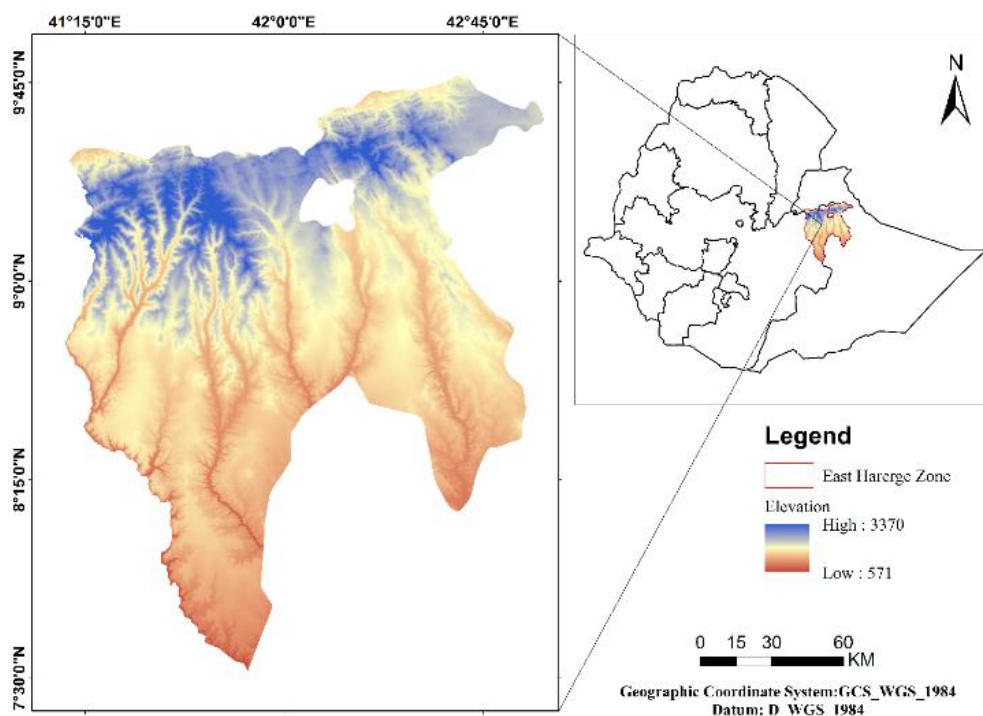 41°15'0"E 42°0'0"E 42°45'0"E
9°45'0"N
9°0'0"N
8°15'0"N
7°30'0"N
N
Legend
East Harerge Zone
Elevation
High : 3370
Low : 571
0 15 30 60
KM
Geographic Coordinate System:GCS_WGS_1984
Datum: D_WGS_1984